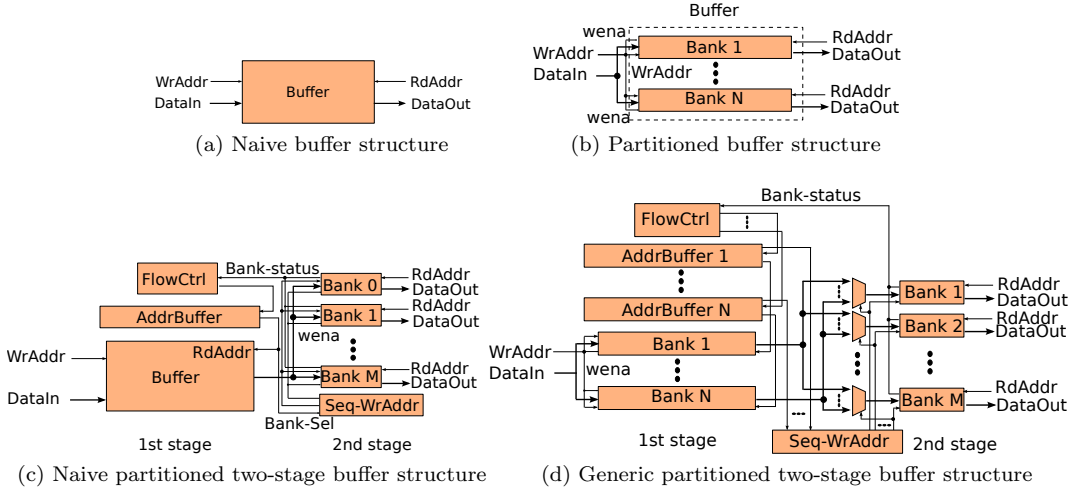 WrAddr
DataIn
Buffer
RdAddr
DataOut
(a) Naive buffer structure
Buffer
wena
WrAddr
DataIn
Bank 1
WrAddr
Bank N
wena
RdAddr
DataOut
RdAddr
DataOut
(b) Partitioned buffer structure
FlowCtrl
Bank-status
AddrBuffer
WrAddr
DataIn
RdAddr
Buffer
Bank 0
RdAddr
DataOut
Bank 1
RdAddr
DataOut
wena
Bank M
RdAddr
DataOut
Seq-WrAddr
Bank-Sel
1st stage
2nd stage
(c) Naive partitioned two-stage buffer structure
Bank-status
FlowCtrl
AddrBuffer 1
AddrBuffer N
WrAddr
DataIn
wena
Bank 1
Bank N
Bank 1
RdAddr
DataOut
Bank 2
RdAddr
DataOut
Bank M
RdAddr
DataOut
1st stage
Seq-WrAddr
2nd stage
(d) Generic partitioned two-stage buffer structure